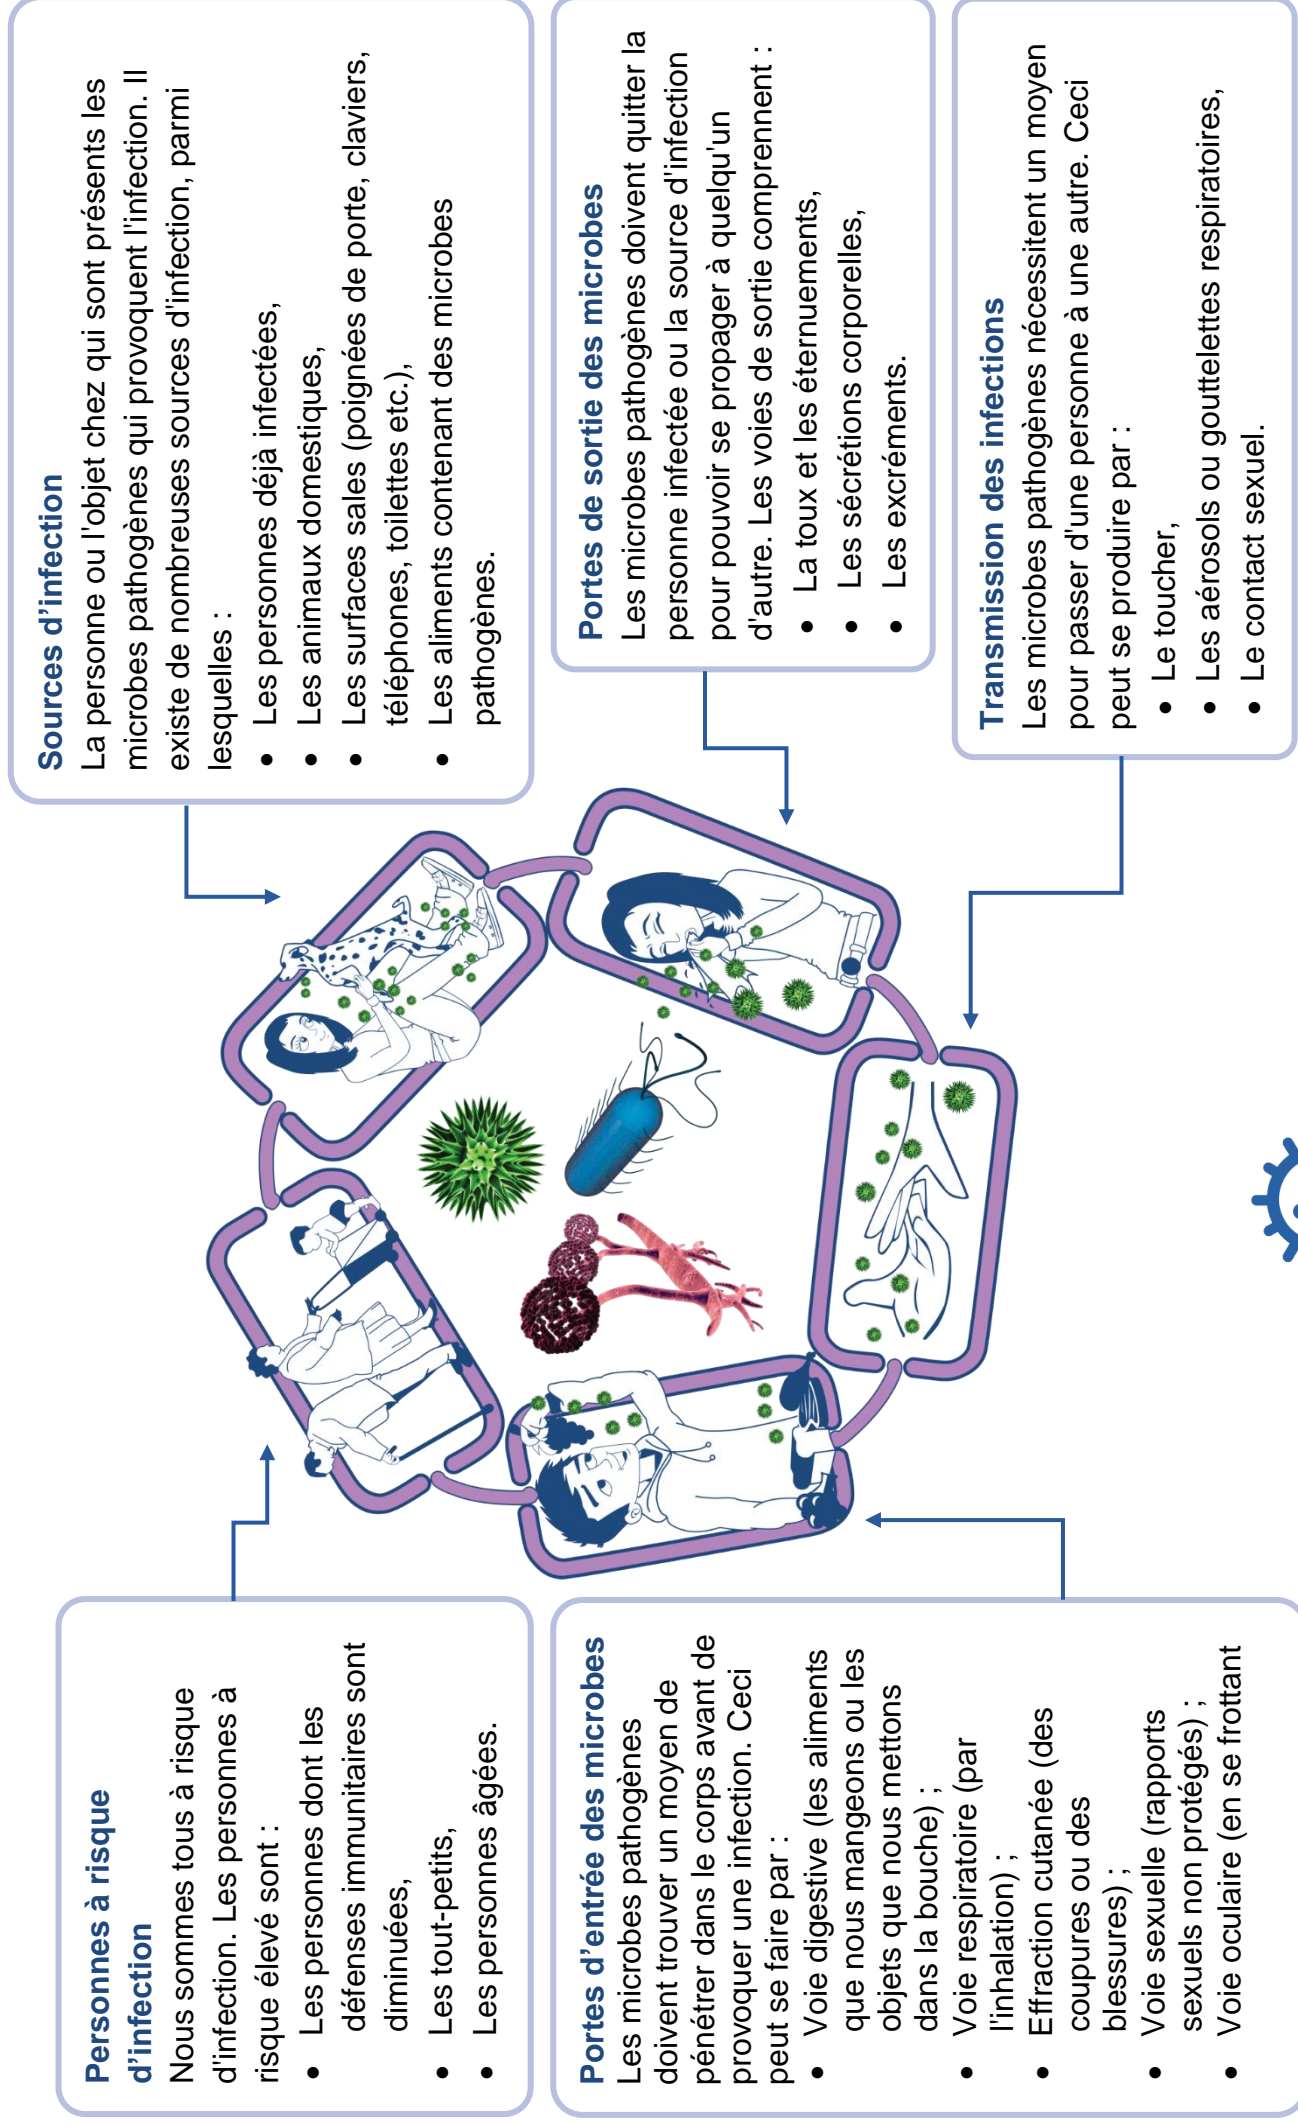 Personnes à risque
d’infection
Nous sommes tous à risque
d'infection. Les personnes à
risque élevé sont :
• Les personnes dont les
défenses immunitaires sont
diminuées,
• Les tout-petits,
• Les personnes âgées.
Sources d’infection
La personne ou l'objet chez qui sont présents les
microbes pathogènes qui provoquent l'infection. Il
existe de nombreuses sources d'infection, parmi
lesquelles :
• Les personnes déjà infectées,
• Les animaux domestiques,
• Les surfaces sales (poignées de porte, claviers,
téléphones, toilettes etc.),
• Les aliments contenant des microbes
pathogènes.
Portes de sortie des microbes
Les microbes pathogènes doivent quitter la
personne infectée ou la source d'infection
pour pouvoir se propager à quelqu'un
d'autre. Les voies de sortie comprennent :
• La toux et les éternuements,
• Les sécrétions corporelles,
• Les excréments.
Transmission des infections
Les microbes pathogènes nécessitent un moyen
pour passer d'une personne à une autre. Ceci
peut se produire par :
• Le toucher,
• Les aérosols ou gouttelettes respiratoires,
• Le contact sexuel.
Portes d’entrée des microbes
Les microbes pathogènes
doivent trouver un moyen de
pénétrer dans le corps avant de
provoquer une infection. Ceci
peut se faire par :
• Voie digestive (les aliments
que nous mangeons ou les
objets que nous mettons
dans la bouche) ;
• Voie respiratoire (par
l'inhalation) ;
• Effraction cutanée (des
coupures ou des
blessures) ;
• Voie sexuelle (rapports
sexuels non protégés) ;
• Voie oculaire (en se frottant